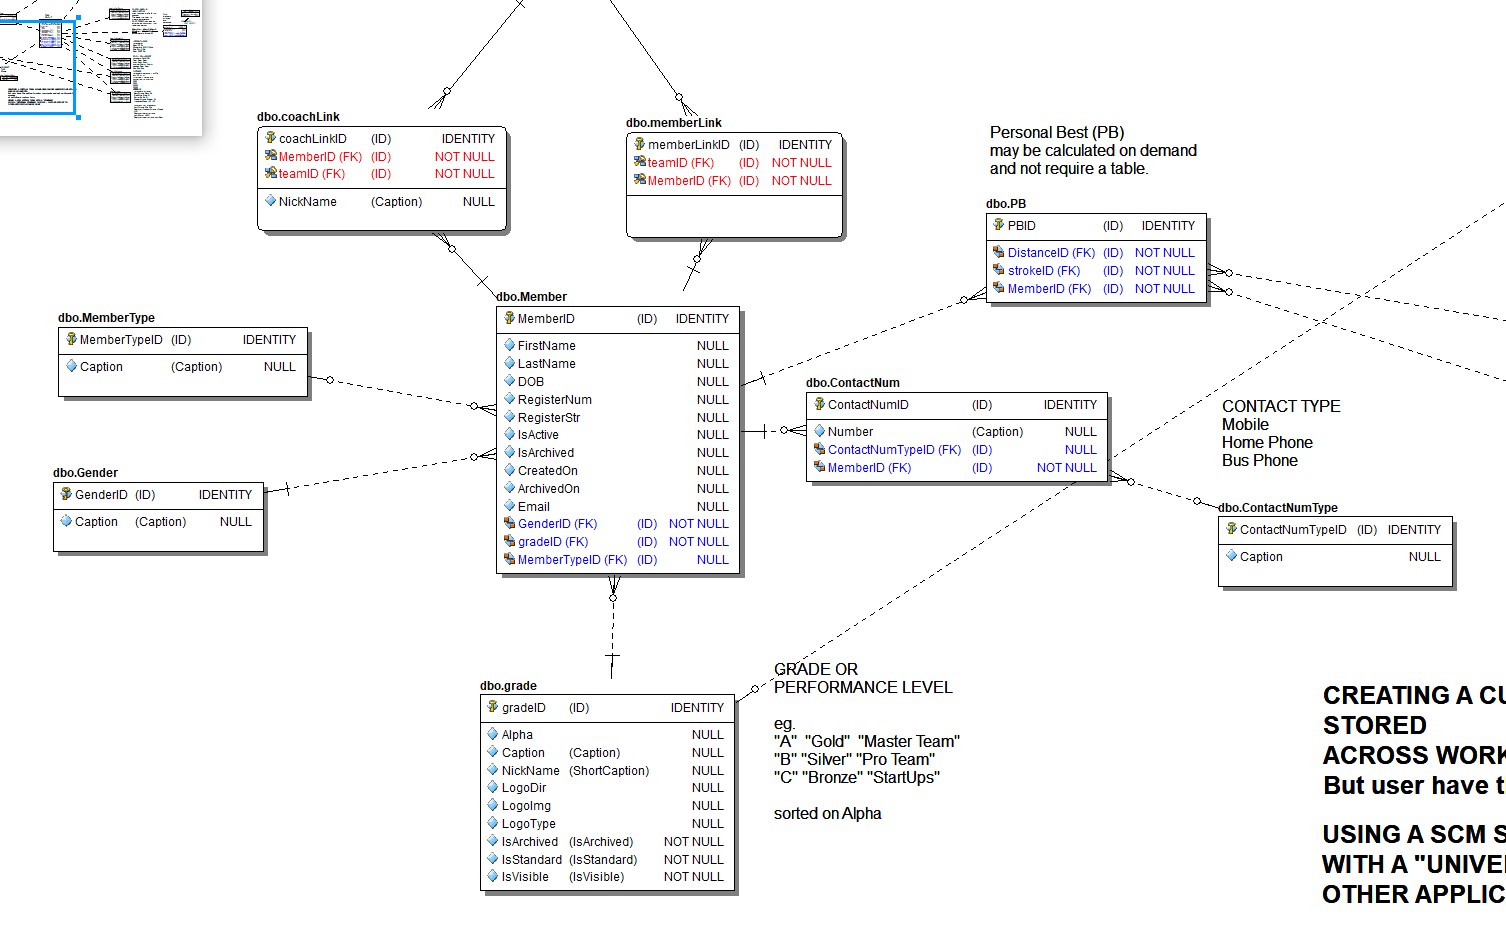 dbo.coachLink
coachLinkID (ID) IDENTITY
MemberID (FK) (ID) NOT NULL
teamID (FK) (ID) NOT NULL
NickName (Caption) NULL
dbo.memberLink
memberLinkID (ID) IDENTITY
teamID (FK) (ID) NOT NULL
MemberID (FK) (ID) NOT NULL
Personal Best (PB)
may be calculated on demand
and not require a table.
dbo.PB
PBID (ID) IDENTITY
DistanceID (FK) (ID) NOT NULL
strokeID (FK) (ID) NOT NULL
MemberID (FK) (ID) NOT NULL
dbo.MemberType
MemberTypeID (ID) IDENTITY
Caption (Caption) NULL
dbo.Member
MemberID (ID) IDENTITY
FirstName NULL
LastName NULL
DOB NULL
RegisterNum NULL
RegisterStr NULL
IsActive NULL
IsArchived NULL
CreatedOn NULL
ArchivedOn NULL
Email NULL
GenderID (FK) (ID) NOT NULL
gradeID (FK) (ID) NOT NULL
MemberTypeID (FK) (ID) NULL
dbo.ContactNum
ContactNumID (ID) IDENTITY
Number (Caption) NULL
ContactNumTypeID (FK) (ID) NULL
MemberID (FK) (ID) NOT NULL
CONTACT TYPE
Mobile
Home Phone
Bus Phone
dbo.Gender
GenderID (ID) IDENTITY
Caption (Caption) NULL
dbo.ContactNumType
ContactNumTypeID (ID) IDENTITY
Caption NULL
dbo.grade
gradeID (ID) IDENTITY
Alpha NULL
Caption (Caption) NULL
NickName (ShortCaption) NULL
LogoDir NULL
LogoImg NULL
LogoType NULL
IsArchived (IsArchived) NOT NULL
IsStandard (IsStandard) NOT NULL
IsVisible (IsVisible) NOT NULL
GRADE OR
PERFORMANCE LEVEL
eg.
"A" "Gold" "Master Team"
"B" "Silver" "Pro Team"
"C" "Bronze" "StartUps"
sorted on Alpha
CREATING A CU
STORED
ACROSS WORK
But user have t
USING A SCM S
WITH A "UNIVE
OTHER APPLIC